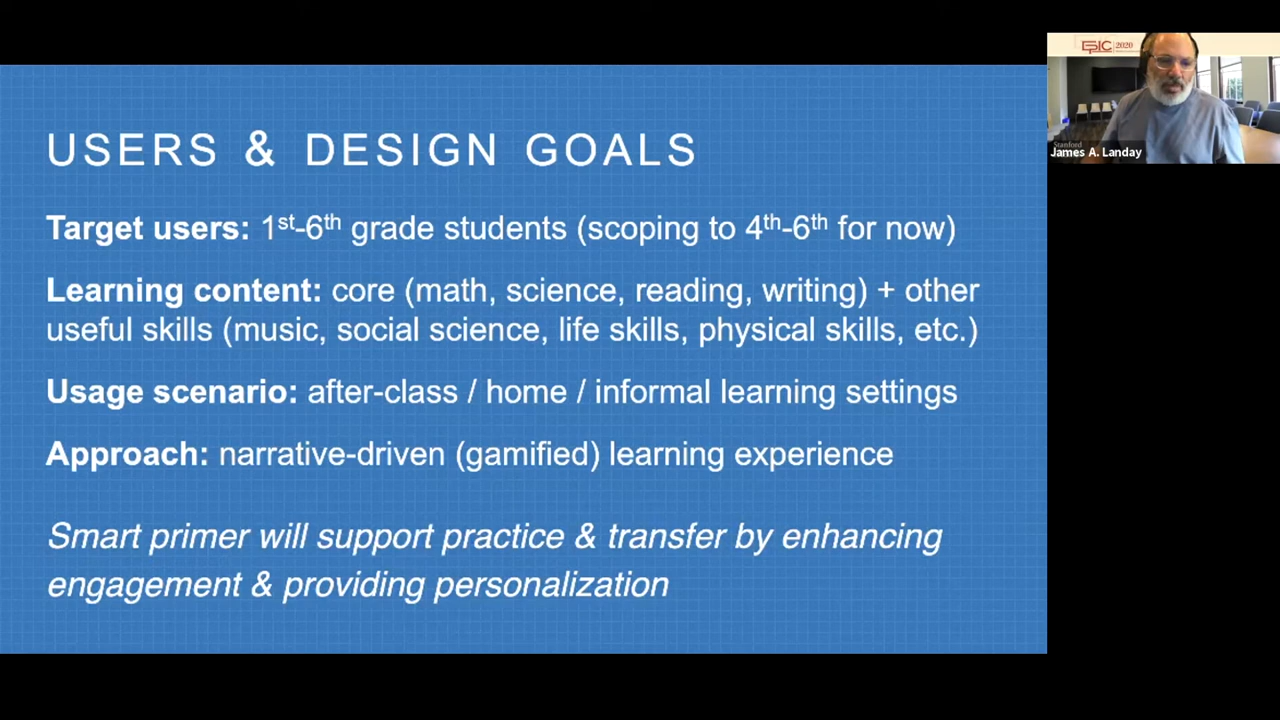 USERS & DESIGN GOALS
Target users: 1st-6th grade students (scoping to 4th-6th for now)
Learning content: core (math, science, reading, writing) + other
useful skills (music, social science, life skills, physical skills, etc.)
Usage scenario: after-class / home / informal learning settings
Approach: narrative-driven (gamified) learning experience
Smart primer will support practice & transfer by enhancing
engagement & providing personalization
EPIC 2020
Stanford
James A. Landay